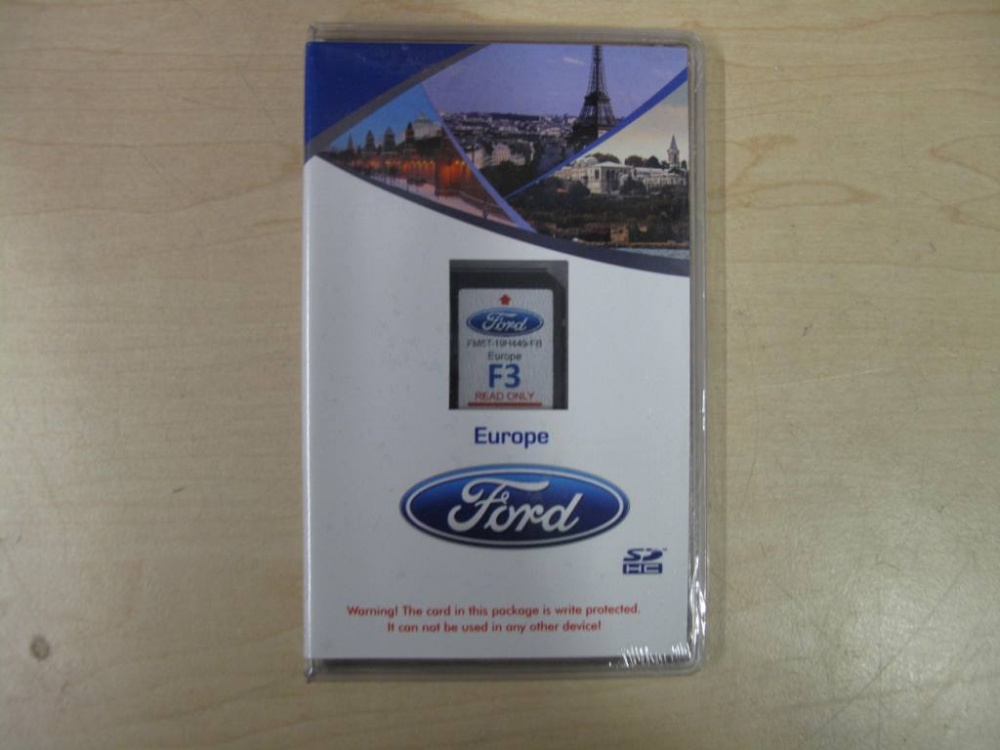 Ford
FM5T-19H449-FB
Europe
F3
READ ONLY
Europe
Ford
SD
HC
Warning! The card in this package is write protected.
It can not be used in any other device!